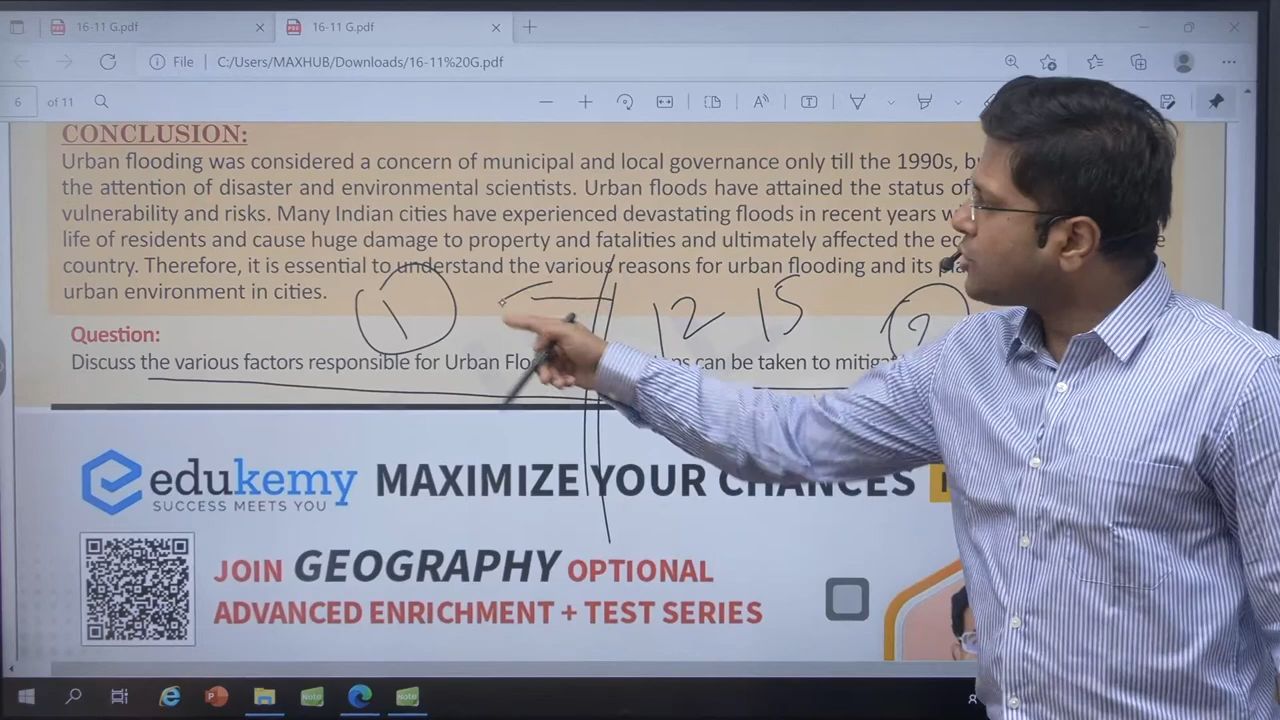 16-11 G.pdf
16-11 G.pdf
File C:/Users/MAXHUB/Downloads/16-11%20G.pdf
6 of 11
CONCLUSION:
Urban flooding was considered a concern of municipal and local governance only till the 1990s,
the attention of disaster and environmental scientists. Urban floods have attained the status of
vulnerability and risks. Many Indian cities have experienced devastating floods in recent years
life of residents and cause huge damage to property and fatalities and ultimately affected the
country. Therefore, it is essential to understand the various reasons for urban flooding and its
urban environment in cities.
1 12 15 2
Question:
Discuss the various factors responsible for Urban can be taken to
edukemy
SUCCESS MEETS YOU
MAXIMIZE YOUR CHANCES
JOIN GEOGRAPHY OPTIONAL
ADVANCED ENRICHMENT + TEST SERIES